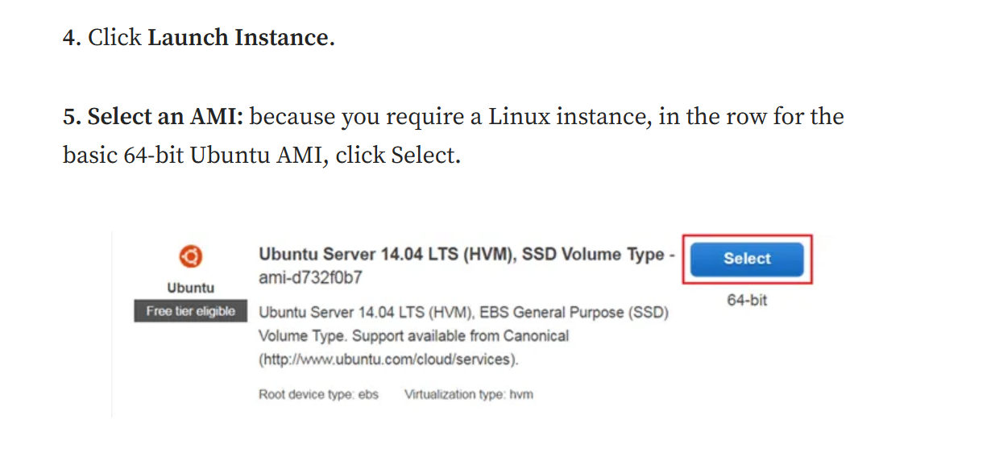 4. Click Launch Instance.
5. Select an AMI: because you require a Linux instance, in the row for the
basic 64-bit Ubuntu AMI, click Select.
Ubuntu
Free tier eligible
Ubuntu Server 14.04 LTS (HVM), SSD Volume Type -
ami-d732f0b7
Ubuntu Server 14.04 LTS (HVM), EBS General Purpose (SSD)
Volume Type. Support available from Canonical
(http://www.ubuntu.com/cloud/services).
Root device type: ebs Virtualization type: hvm
Select
64-bit